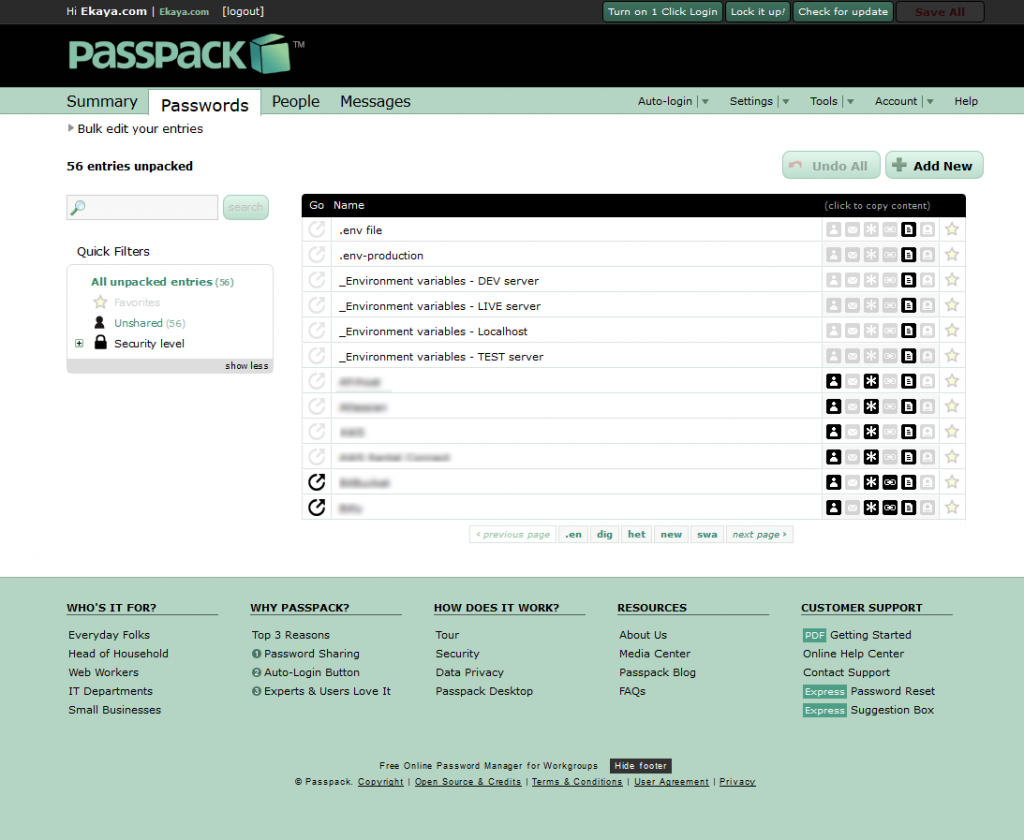 Hi Ekaya.com | Ekaya.com [logout] Turn on 1 Click Login Lock it up! Check for update Save All
PASSPACK TM
Summary Passwords People Messages Auto-login Settings Tools Account Help
Bulk edit your entries
56 entries unpacked Undo All Add New
search
Go Name (click to copy content)
.env file
.env-production
_Environment variables - DEV server
_Environment variables - LIVE server
_Environment variables - Localhost
_Environment variables - TEST server
Quick Filters
All unpacked entries (56)
Favorites
Unshared (56)
Security level
show less
‹ previous page .en dig het new swa next page ›
WHO'S IT FOR?
Everyday Folks
Head of Household
Web Workers
IT Departments
Small Businesses
WHY PASSPACK?
Top 3 Reasons
1 Password Sharing
2 Auto-Login Button
3 Experts & Users Love It
HOW DOES IT WORK?
Tour
Security
Data Privacy
Passpack Desktop
RESOURCES
About Us
Media Center
Passpack Blog
FAQs
CUSTOMER SUPPORT
PDF Getting Started
Online Help Center
Contact Support
Express Password Reset
Express Suggestion Box
Free Online Password Manager for Workgroups Hide footer
© Passpack. Copyright | Open Source & Credits | Terms & Conditions | User Agreement | Privacy